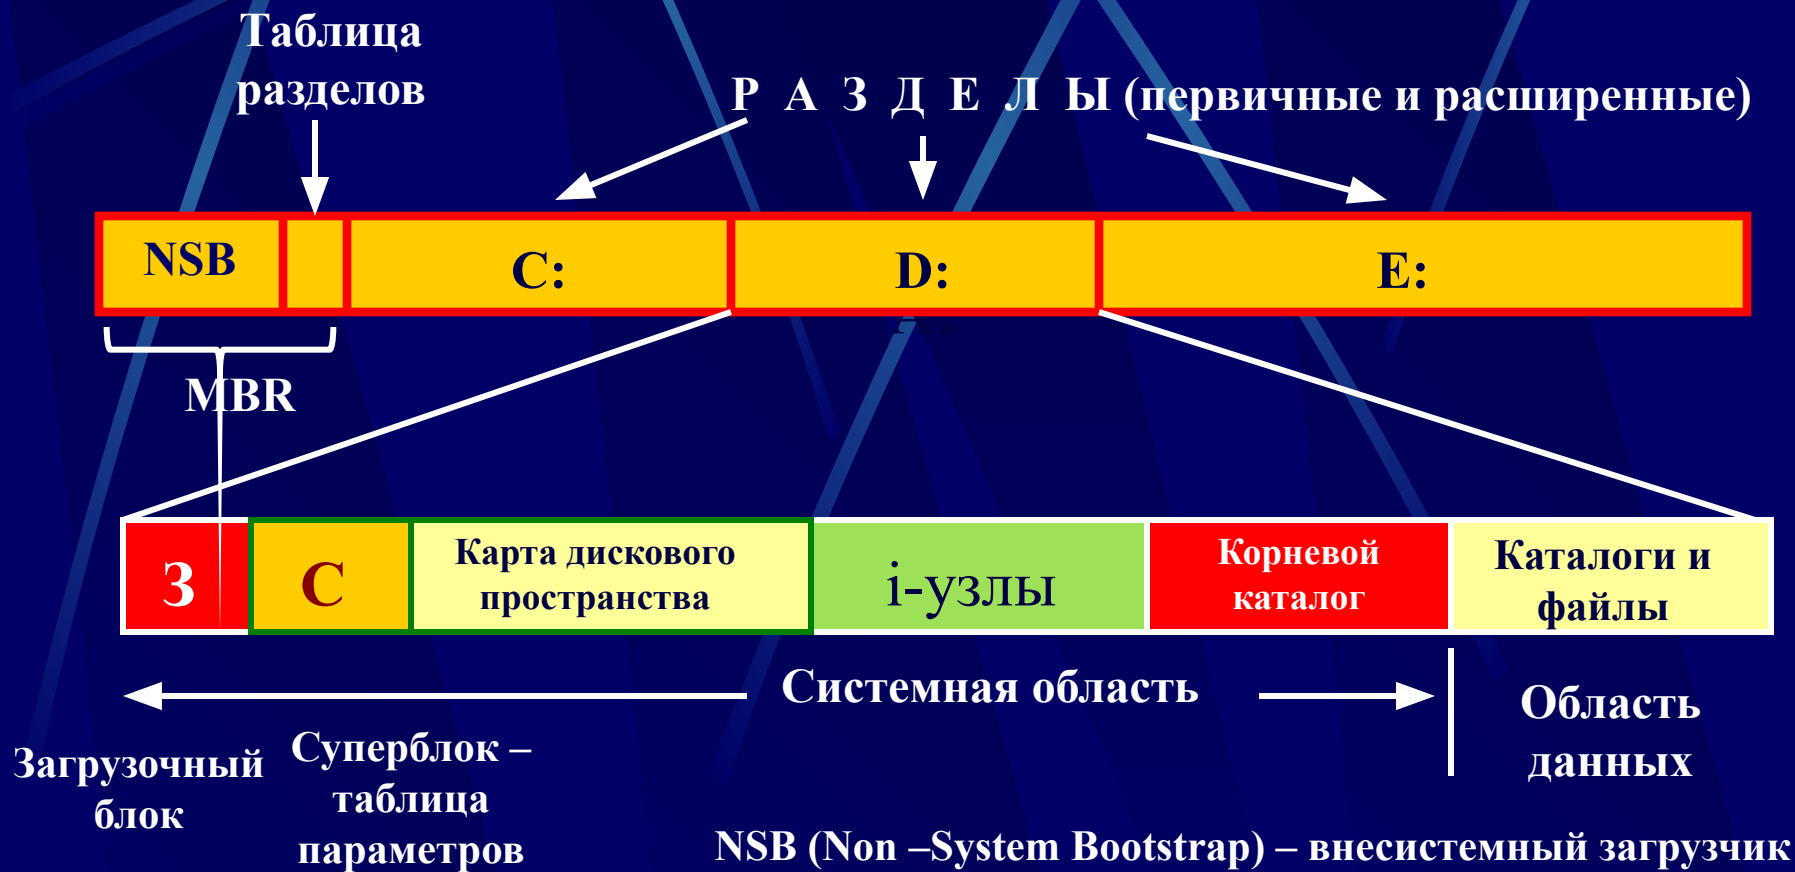 Таблица
разделов
Р А З Д Е Л Ы (первичные и расширенные)
NSB
C:
D:
E:
MBR
З
С
Карта дискового
пространства
i-узлы
Корневой
каталог
Каталоги и
файлы
Системная область
Область
данных
Загрузочный
блок
Суперблок –
таблица
параметров
NSB (Non –System Bootstrap) – внесистемный загрузчик